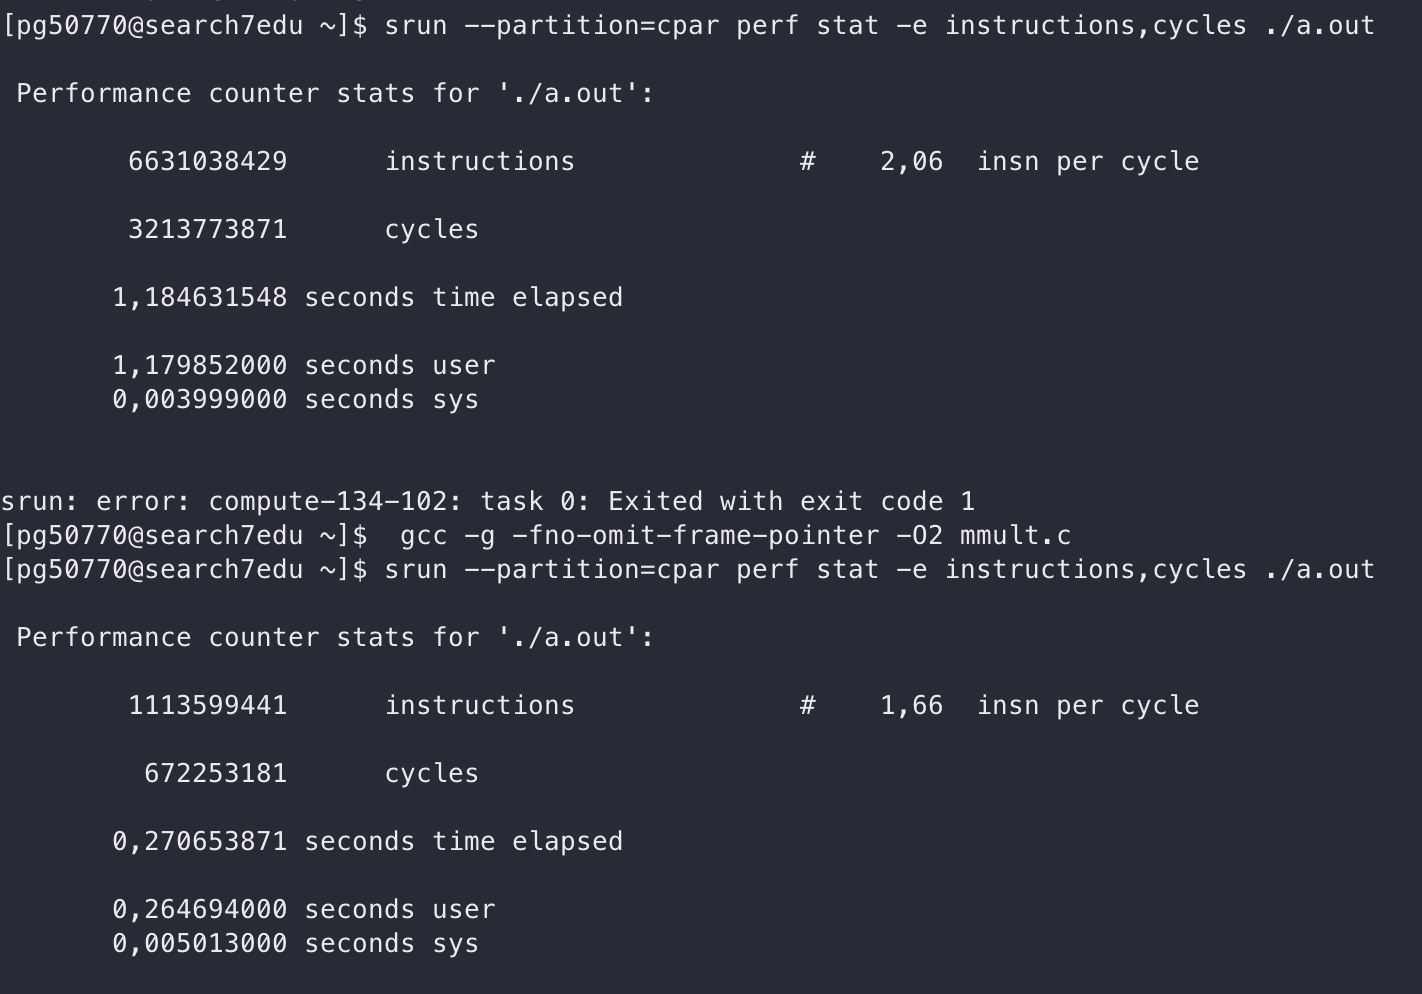 [pg50770@search7edu ~]$ srun --partition=cpar perf stat -e instructions,cycles ./a.out
Performance counter stats for './a.out':
6631038429      instructions              #    2,06  insn per cycle
3213773871      cycles
1,184631548 seconds time elapsed
1,179852000 seconds user
0,003999000 seconds sys
srun: error: compute-134-102: task 0: Exited with exit code 1
[pg50770@search7edu ~]$  gcc -g -fno-omit-frame-pointer -O2 mmult.c
[pg50770@search7edu ~]$ srun --partition=cpar perf stat -e instructions,cycles ./a.out
Performance counter stats for './a.out':
1113599441      instructions              #    1,66  insn per cycle
672253181      cycles
0,270653871 seconds time elapsed
0,264694000 seconds user
0,005013000 seconds sys